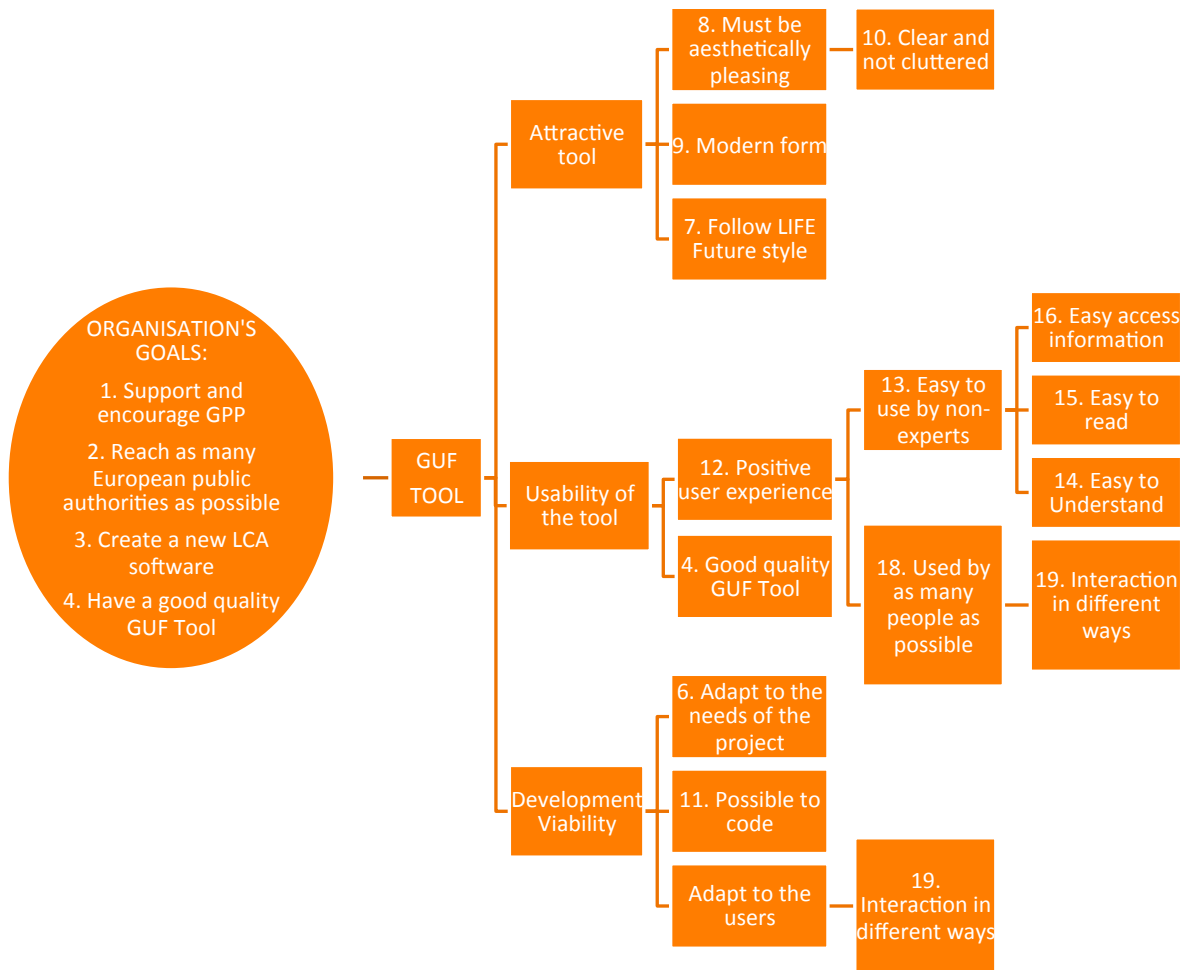 ORGANISATION'S
GOALS:
1. Support and
encourage GPP
2. Reach as many
European public
authorities as possible
3. Create a new LCA
software
4. Have a good quality
GUF Tool
GUF
TOOL
Attractive
tool
8. Must be
aesthetically
pleasing
10. Clear and
not cluttered
9. Modern form
7. Follow LIFE
Future style
Usability of
the tool
12. Positive
user experience
13. Easy to
use by non-
experts
16. Easy access
information
15. Easy to
read
14. Easy to
Understand
18. Used by
as many
people as
possible
19. Interaction
in different
ways
4. Good quality
GUF Tool
Development
Viability
6. Adapt to the
needs of the
project
11. Possible to
code
Adapt to the
users
19.
Interaction in
different ways